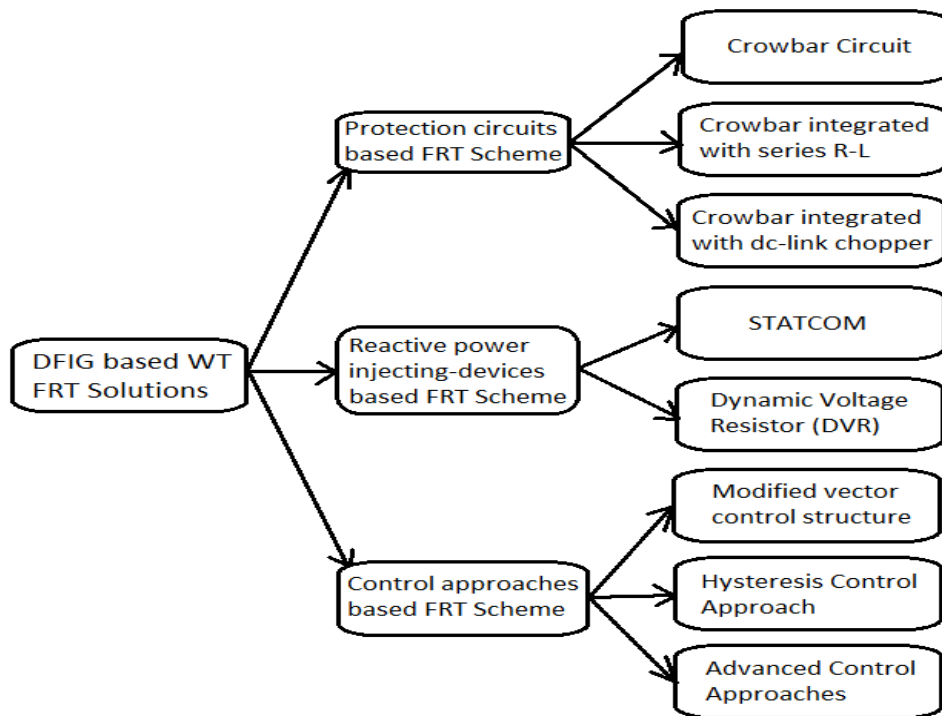 DFIG based WT
FRT Solutions
Protection circuits
based FRT Scheme
Crowbar Circuit
Crowbar integrated
with series R-L
Crowbar integrated
with dc-link chopper
Reactive power
injecting-devices
based FRT Scheme
STATCOM
Dynamic Voltage
Resistor (DVR)
Control approaches
based FRT Scheme
Modified vector
control structure
Hysteresis Control
Approach
Advanced Control
Approaches